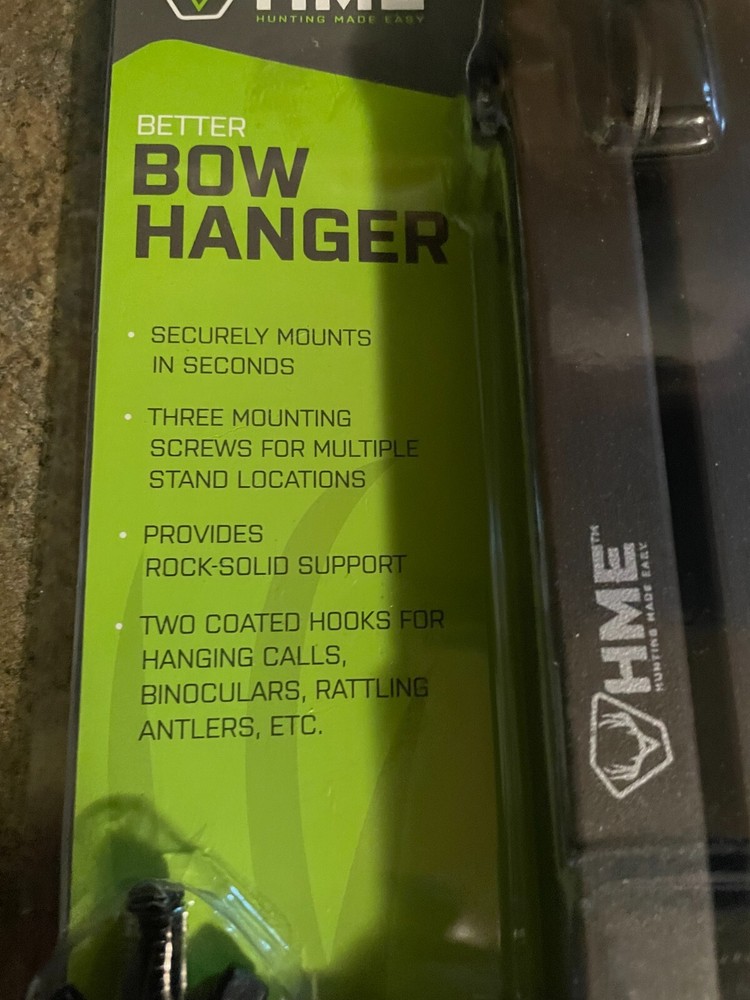 HME
HUNTING MADE EASY
BETTER
BOW
HANGER
• SECURELY MOUNTS
IN SECONDS
• THREE MOUNTING
SCREWS FOR MULTIPLE
STAND LOCATIONS
• PROVIDES
ROCK-SOLID SUPPORT
• TWO COATED HOOKS FOR
HANGING CALLS,
BINOCULARS, RATTLING
ANTLERS, ETC.
HME™
HUNTING MADE EASY